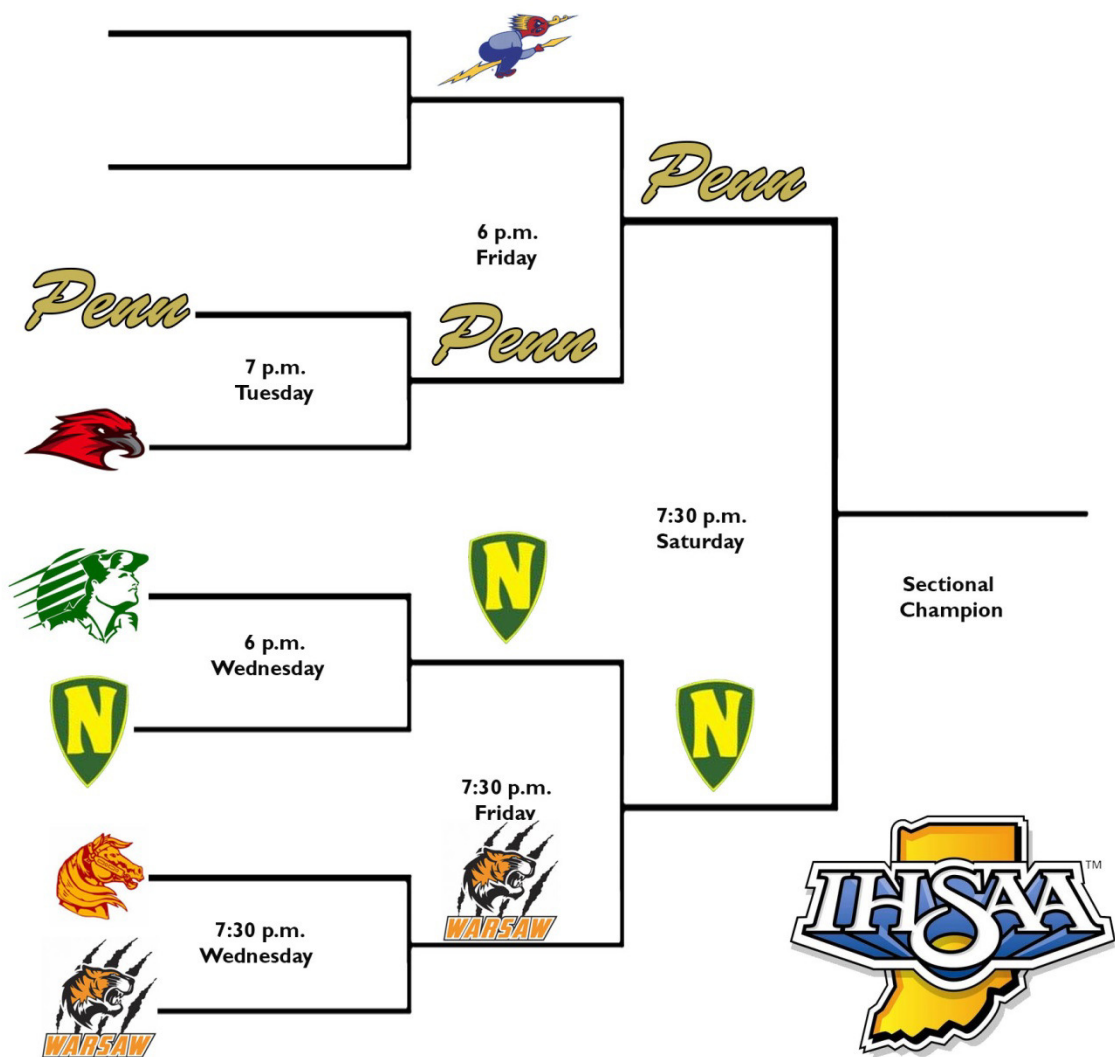 Penn
6 p.m.
Friday
Penn
Penn
7 p.m.
Tuesday
7:30 p.m.
Saturday
N
Sectional
Champion
6 p.m.
Wednesday
N
N
7:30 p.m.
Friday
WARSAW
7:30 p.m.
Wednesday
WARSAW
IHSAA
TM